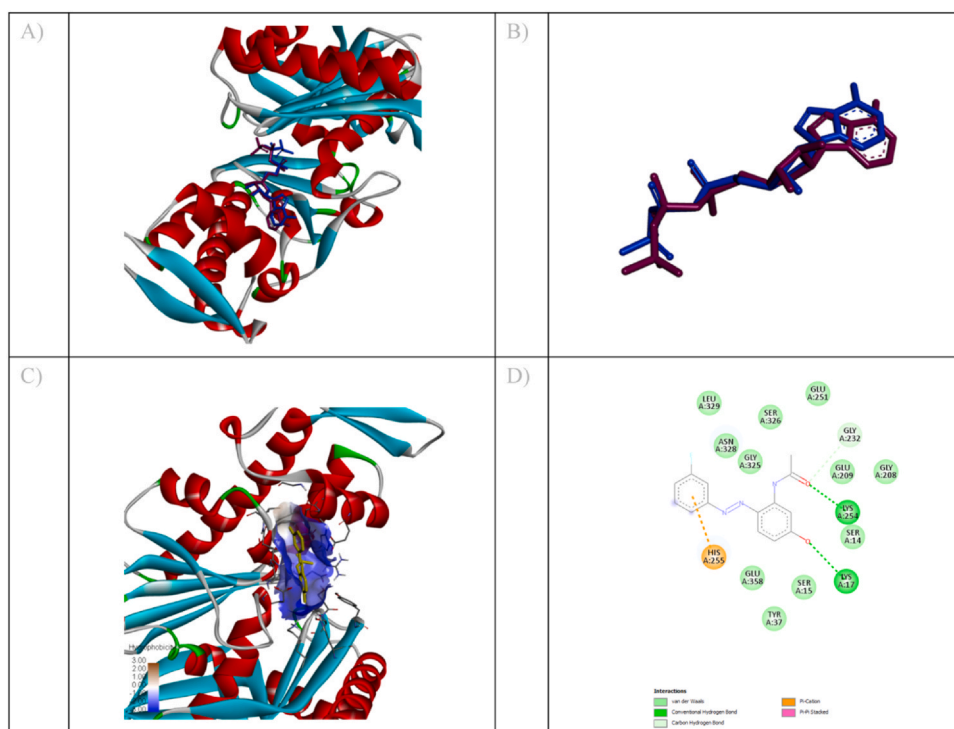 A)
B)
C)
Hydrophobicity
3.00
2.00
1.00
D)
GLU
A:251
LEU
A:329
SER
A:326
GLY
A:232
ASN
A:328
GLY
A:325
GLU
A:209
GLY
A:208
LYS
A:254
SER
A:14
HIS
A:255
GLU
A:358
SER
A:15
LYS
A:17
TYR
A:37
Interactions
van der Waals
Conventional Hydrogen Bond
Carbon Hydrogen Bond
Pi-Cation
Pi-Pi Stacked